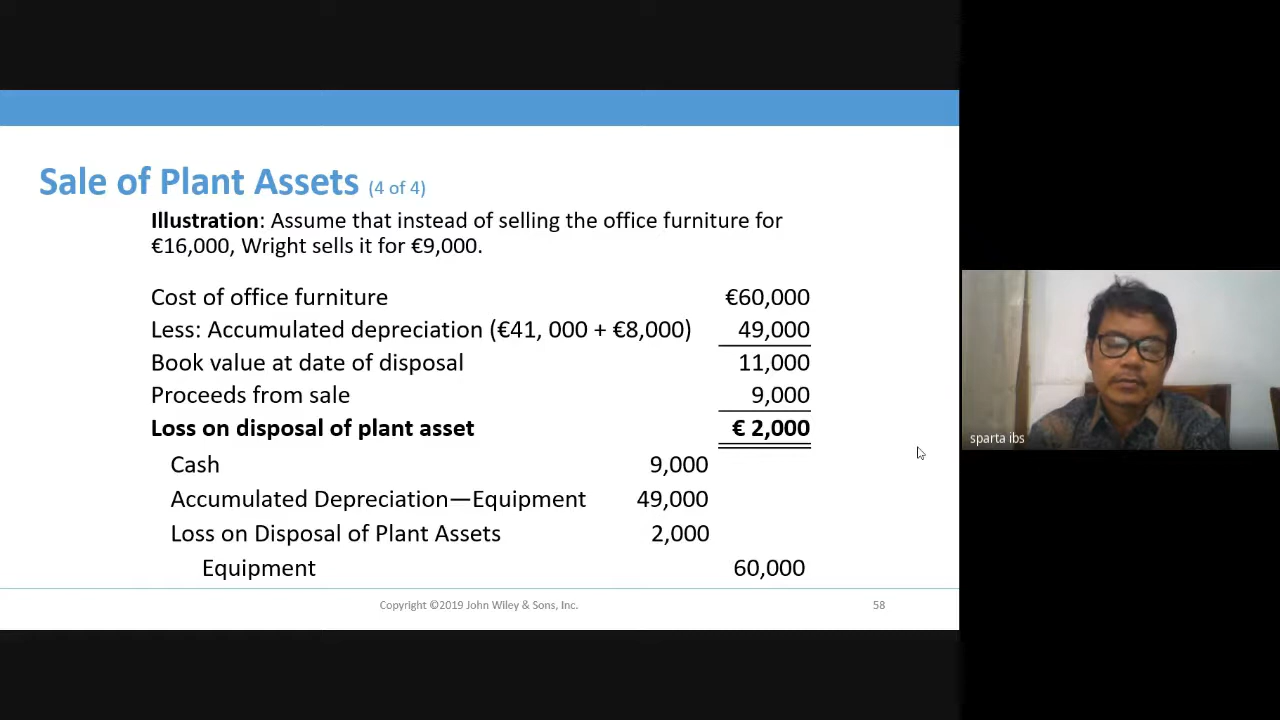 Sale of Plant Assets (4 of 4)
Illustration: Assume that instead of selling the office furniture for
€16,000, Wright sells it for €9,000.
Cost of office furniture €60,000
Less: Accumulated depreciation (€41, 000 + €8,000) 49,000
Book value at date of disposal 11,000
Proceeds from sale 9,000
Loss on disposal of plant asset € 2,000
Cash 9,000
Accumulated Depreciation—Equipment 49,000
Loss on Disposal of Plant Assets 2,000
Equipment 60,000
Copyright ©2019 John Wiley & Sons, Inc. 58
sparta ibs